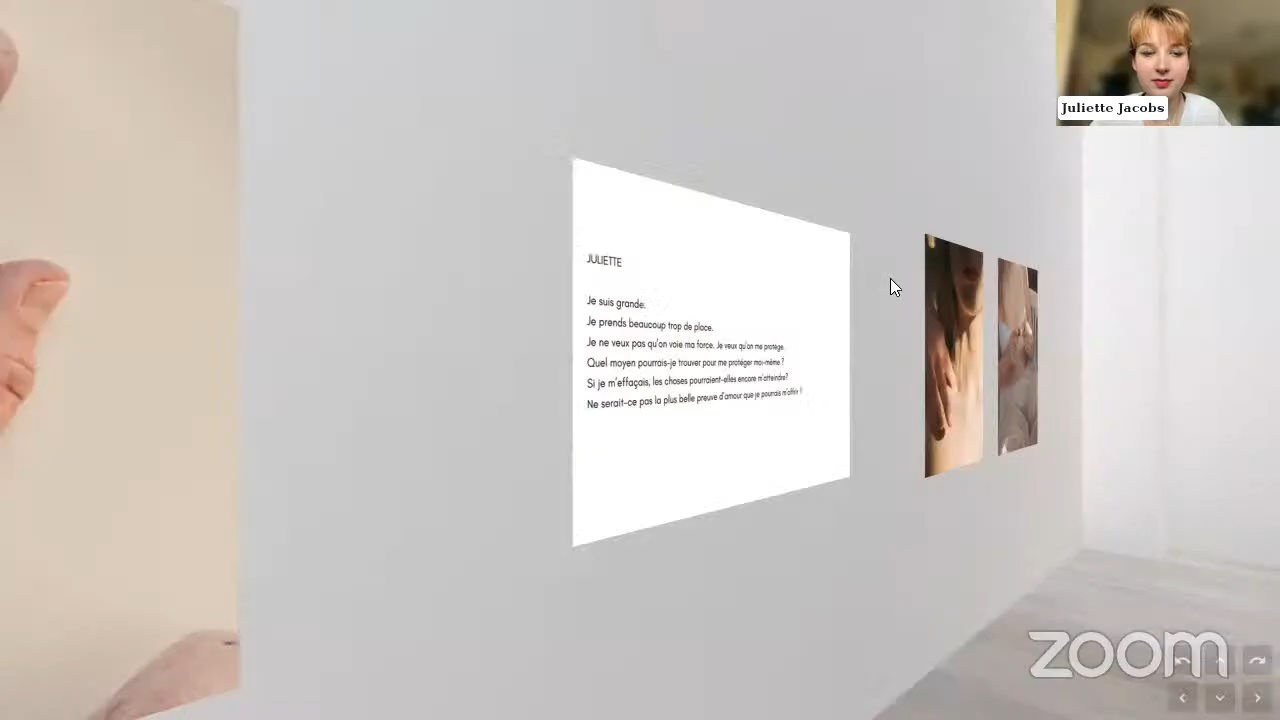 Juliette Jacobs
JULIETTE
Je suis grande.
Je prends beaucoup trop de place.
Je ne veux pas qu'on voie ma force. Je veux qu'on me protège.
Quel moyen pourrais-je trouver pour me protéger moi-même ?
Si je m'effaçais, les choses pourraient-elles encore m'atteindre?
Ne serait-ce pas la plus belle preuve d'amour que je pourrais m'offrir ?
zoom